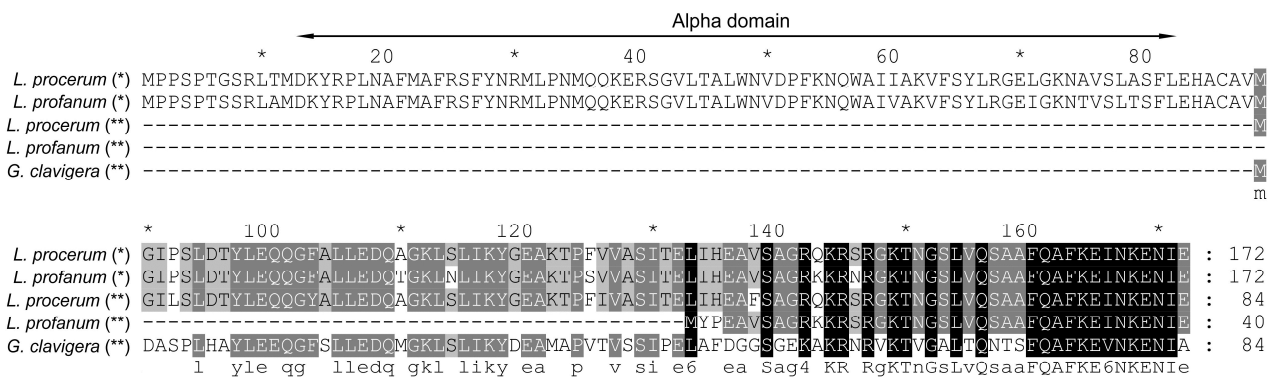 Alpha domain
* 20 * 40 * 60 * 80
L. procerum (*) MPPSPTGSRLTMDKYRPLNAFMAFRSFYNRMLPNMQQKERSGVLTALWNVDPFKNQWAIIAKVFSYLRGELGKNAVSLASFLEHACAVM
L. profanum (*) MPPSPTSSRLAMDKYRPLNAFMAFRSFYNRMLPNMQQKERSGVLTALWNVDPFKNQWAIVAKVFSYLRGEIGKNTVSLTSFLEHACAVM
L. procerum (**) ----------------------------------------------------------------------------------------M
L. profanum (**) -----------------------------------------------------------------------------------------
G. clavigera (**) ----------------------------------------------------------------------------------------M
m
* 100 * 120 * 140 * 160 *
L. procerum (*) GIPSLDTYLEQQGFALLEDQAGKLSLIKYGEAKTPFVVASITELIHEAVSAGRQKRSRGKTNGSLVQSAAFQAFKEINKENIE : 172
L. profanum (*) GIPSLDTYLEQQGFALLEDQTGKLNLIKYGEAKTPSVVASITELIHEAVSAGRKKRNRGKTNGSLVQSAAFQAFKEINKENIE : 172
L. procerum (**) GILSLDTYLEQQGYALLEDQAGKLSLIKYGEAKTPFIVASITELIHEAFSAGRQKRSRGKTNGSLVQSAAFQAFKEINKENIE : 84
L. profanum (**) -------------------------------------------MYPEAVSAGRKKRSRGKTNGSLVQSAAFQAFKEINKENIE : 40
G. clavigera (**) DASPLHAYLEEQGFSLLEDQMGKLSLIKYDEAMAPVTVSSIPELAFDGGSGEKAKRNRVKTVGALTQNTSFQAFKEVNKENIA : 84
l yle qg lledq gkl liky ea p v si e6 ea Sag4 KR RgKTnGsLvQsaaFQAFKE6NKENIe